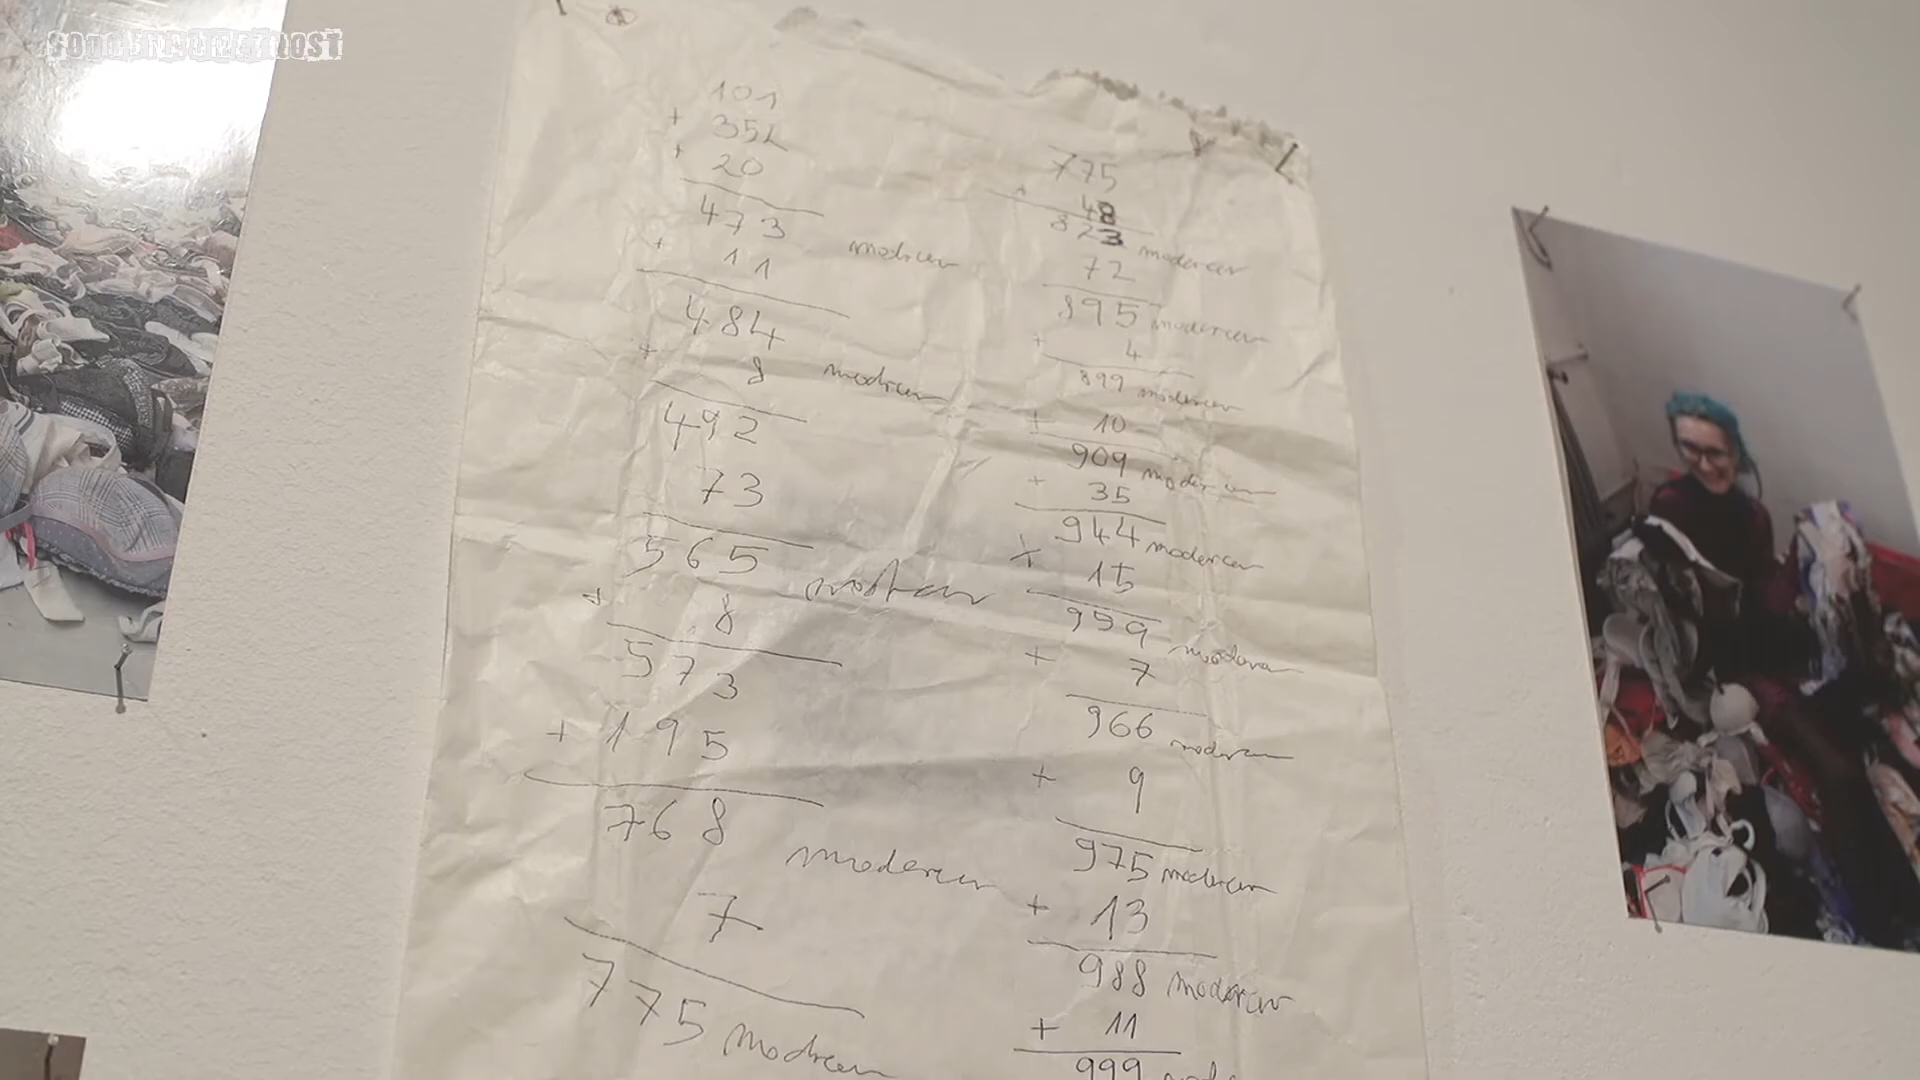 101
+ 352
+ 20
473
+ 11 modrcev
484
+ 8 modrcev
492
73
565
+ 8
573
+ 195
768 modrcev
7
775 modrcev
775
+ 48
823 modrcev
72
895 modrcev
+ 4
899 modrcev
+ 10
909 modrcev
+ 35
944 modrcev
+ 15
959 modrcev
+ 7
966 modrcev
+ 9
975 modrcev
+ 13
988 modrcev
+ 11
999